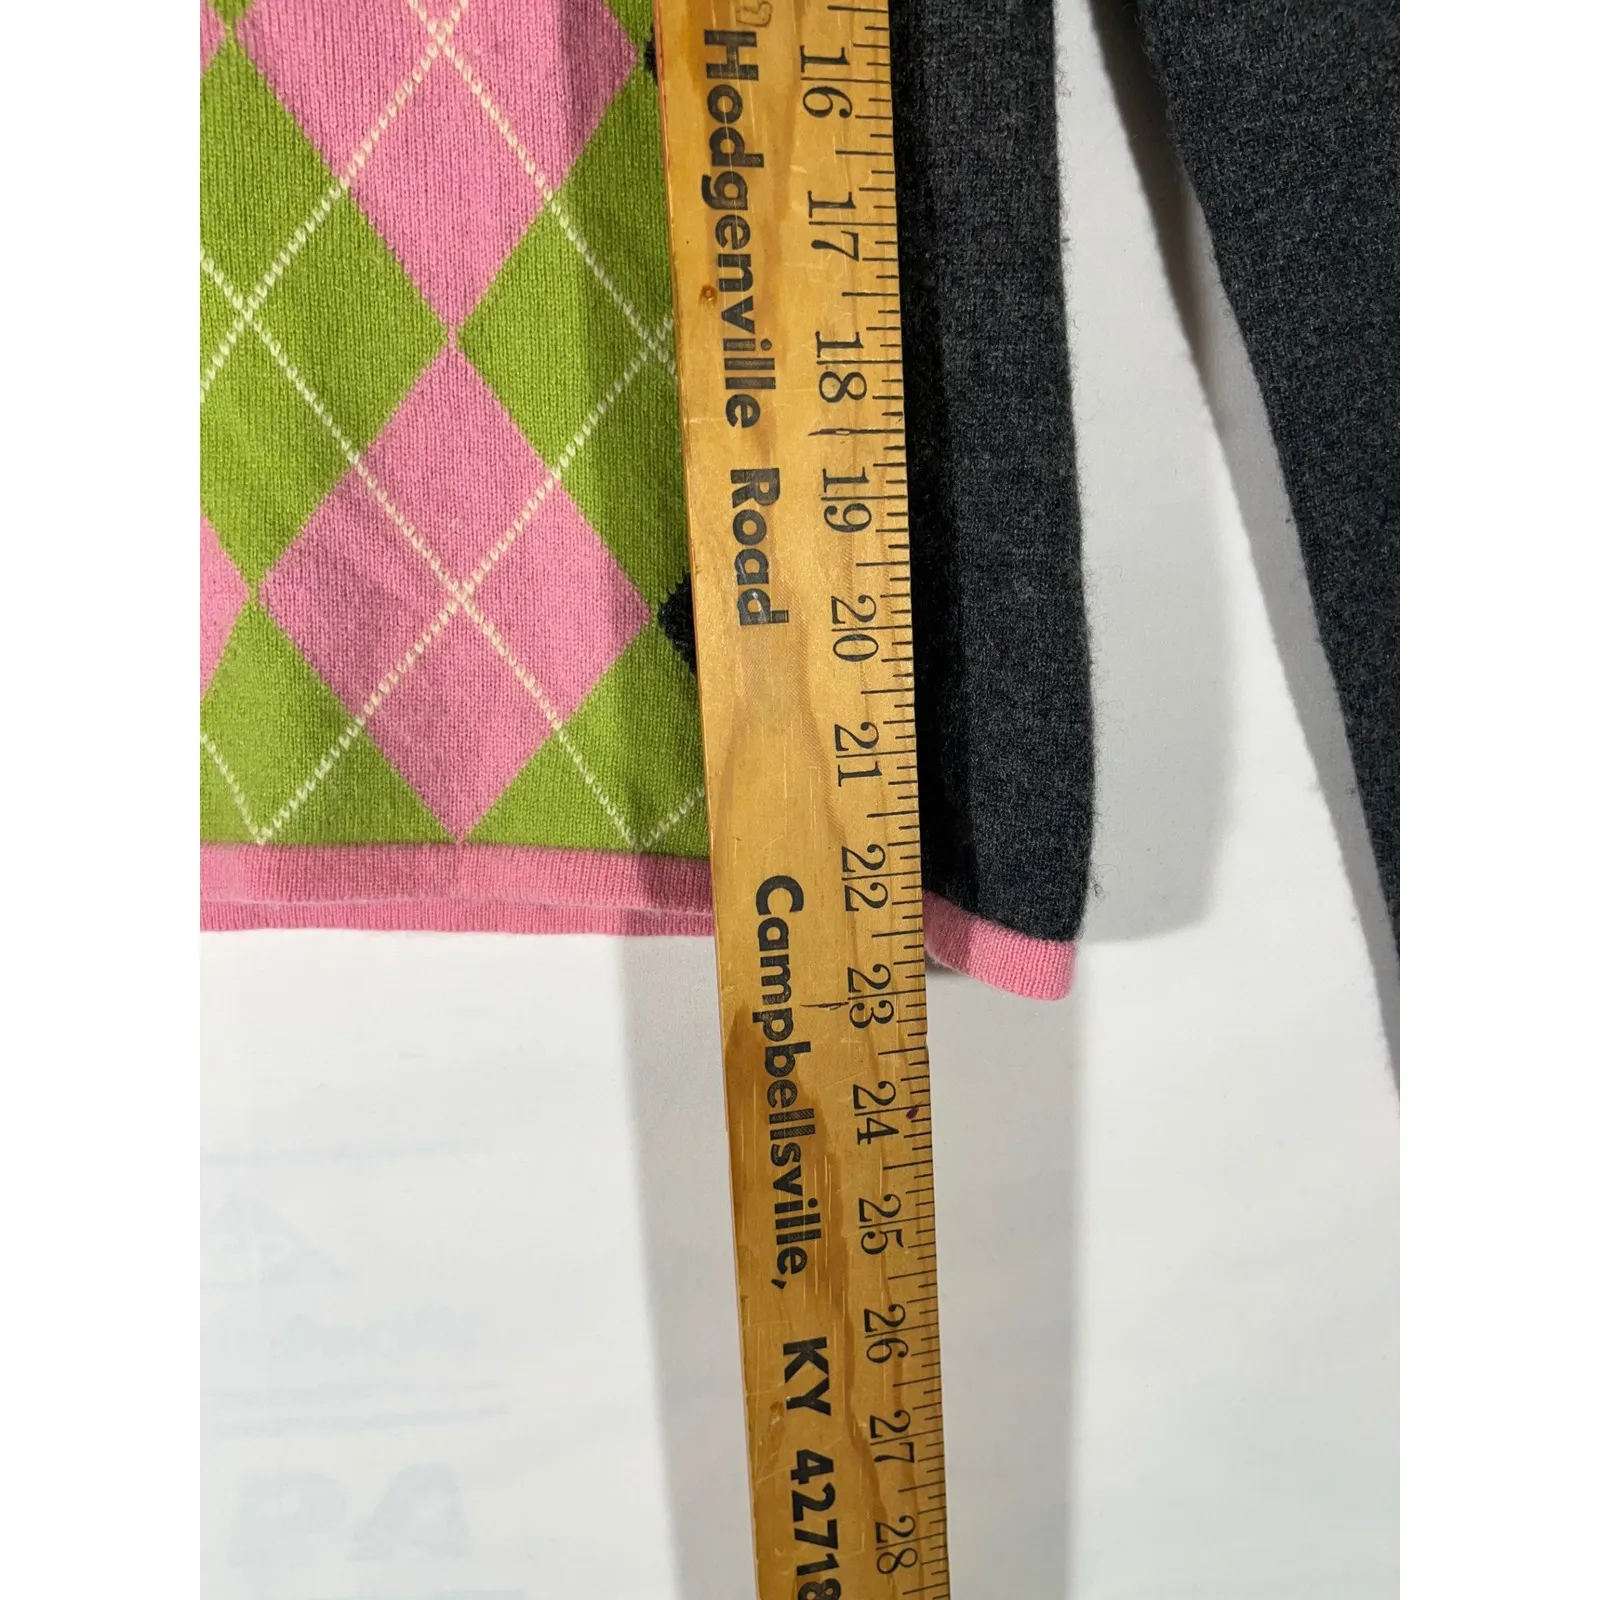 Hodgenville Road
Campbellsville, KY 42718
16 17 18 19 20 21 22 23 24 25 26 27 28